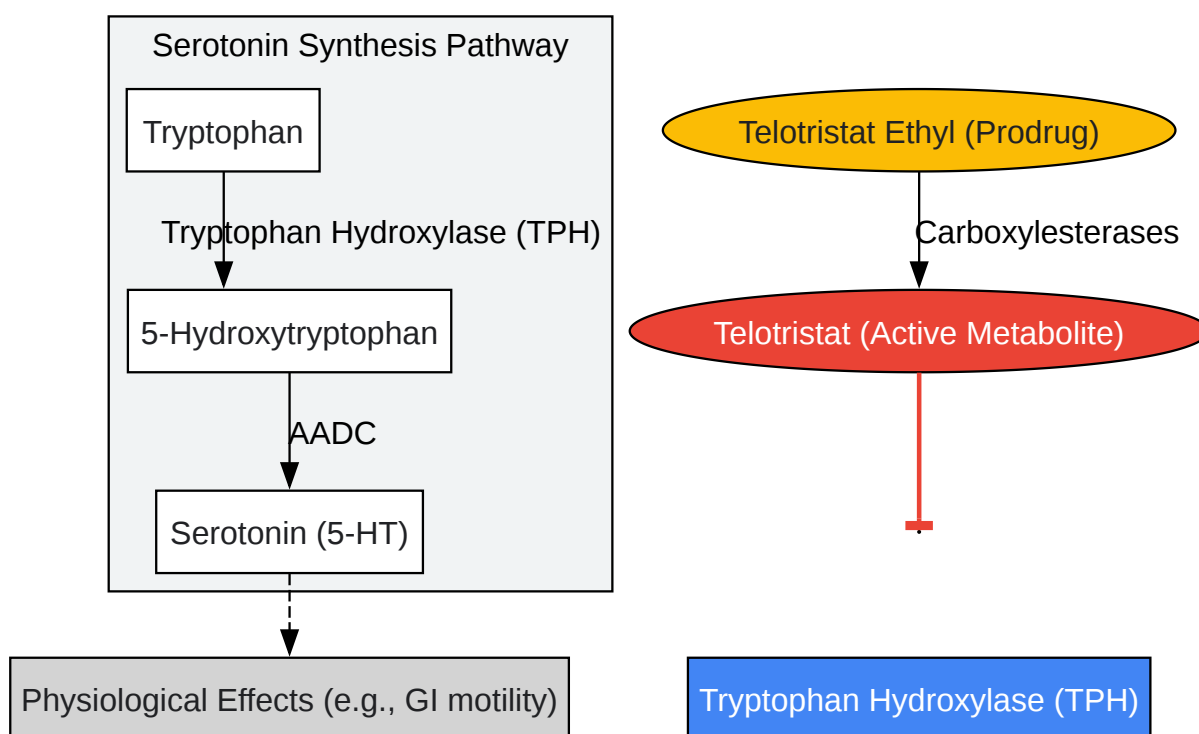 Serotonin Synthesis Pathway
Tryptophan
Telotristat Ethyl (Prodrug)
Tryptophan Hydroxylase (TPH)
Carboxylesterases
5-Hydroxytryptophan
Telotristat (Active Metabolite)
AADC
Serotonin (5-HT)
Physiological Effects (e.g., GI motility)
Tryptophan Hydroxylase (TPH)